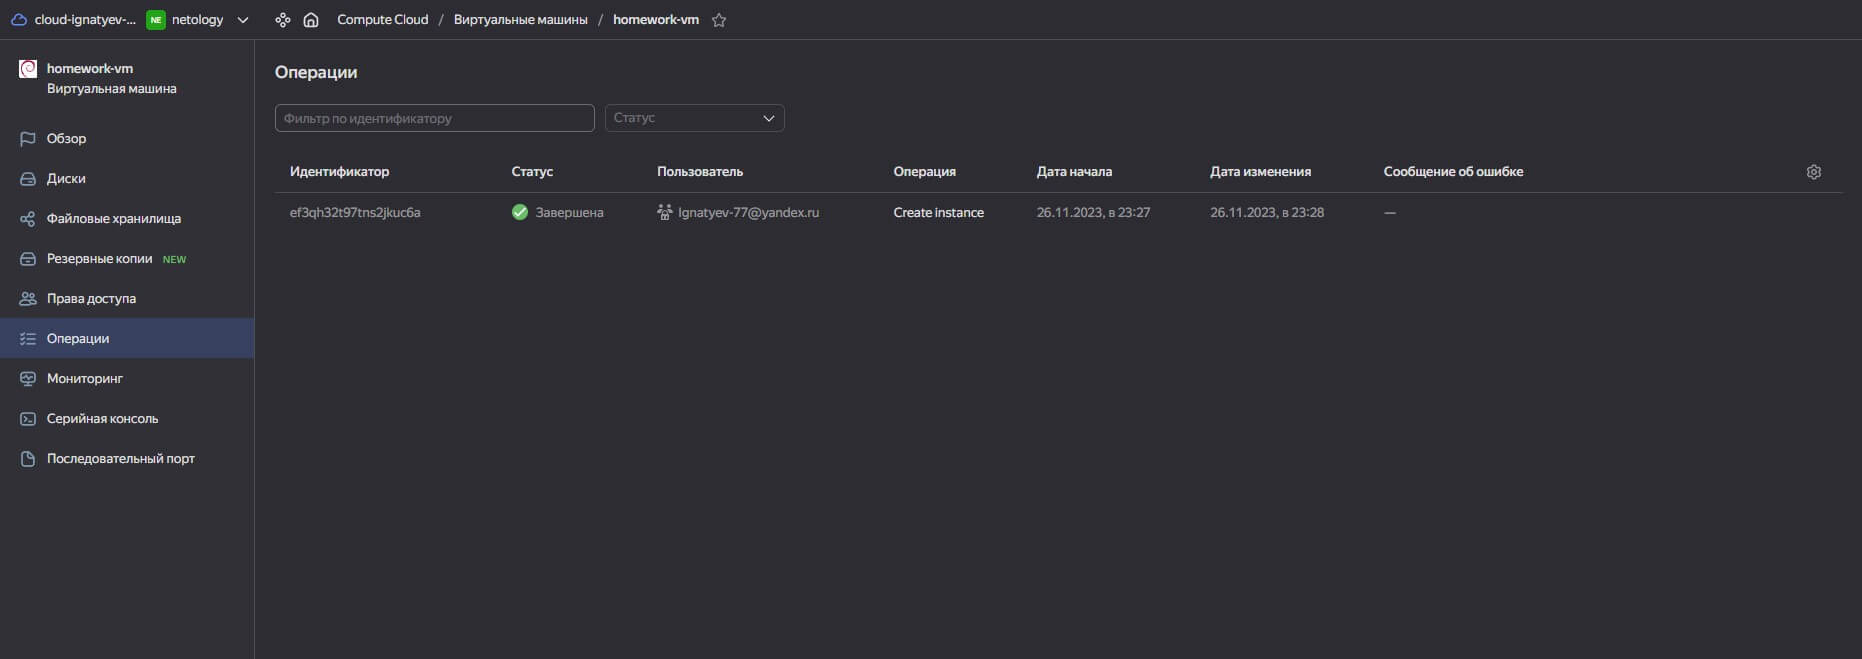 cloud-ignatyev-... NE netology Compute Cloud / Виртуальные машины / homework-vm
homework-vm
Виртуальная машина
Обзор
Диски
Файловые хранилища
Резервные копии NEW
Права доступа
Операции
Мониторинг
Серийная консоль
Последовательный порт
Операции
Фильтр по идентификатору Статус
Идентификатор Статус Пользователь Операция Дата начала Дата изменения Сообщение об ошибке
ef3qh32t97tns2jkuc6a Завершена Ignatyev-77@yandex.ru Create instance 26.11.2023, в 23:27 26.11.2023, в 23:28 —